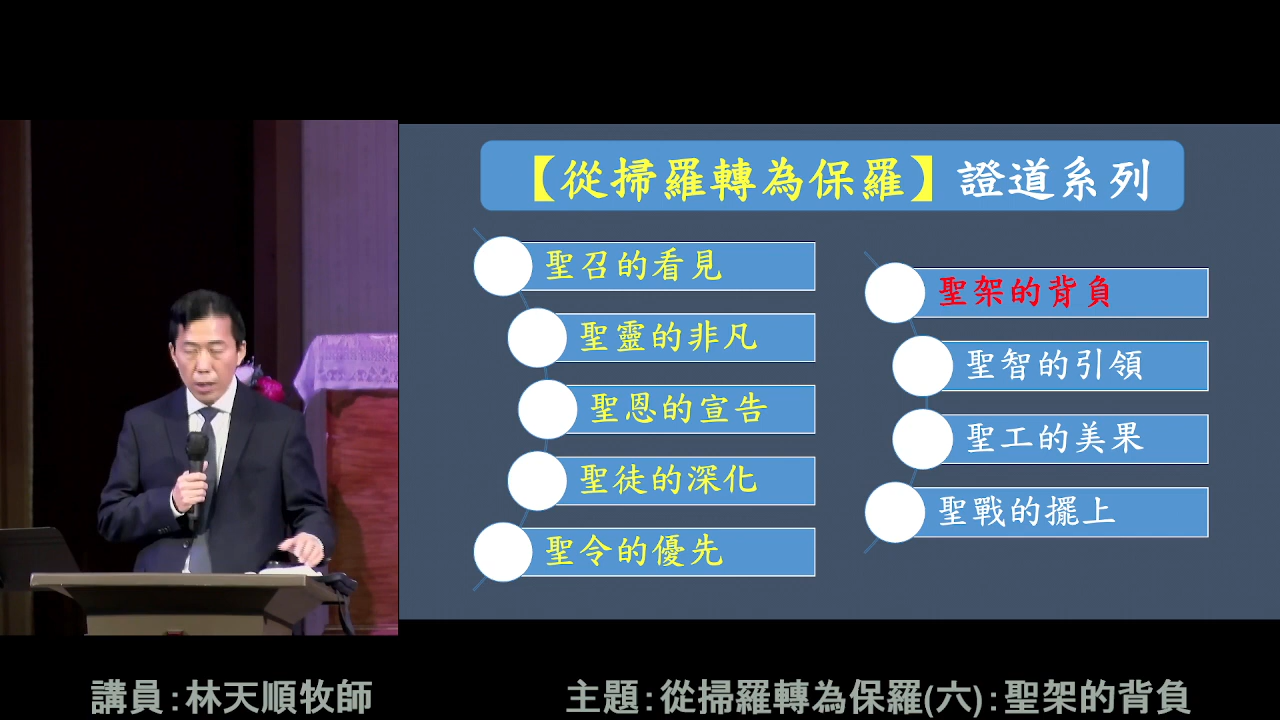 【從掃羅轉為保羅】證道系列
聖召的看見
聖靈的非凡
聖恩的宣告
聖徒的深化
聖令的優先
聖架的背負
聖智的引領
聖工的美果
聖戰的擺上
講員:林天順牧師
主題:從掃羅轉為保羅(六):聖架的背負